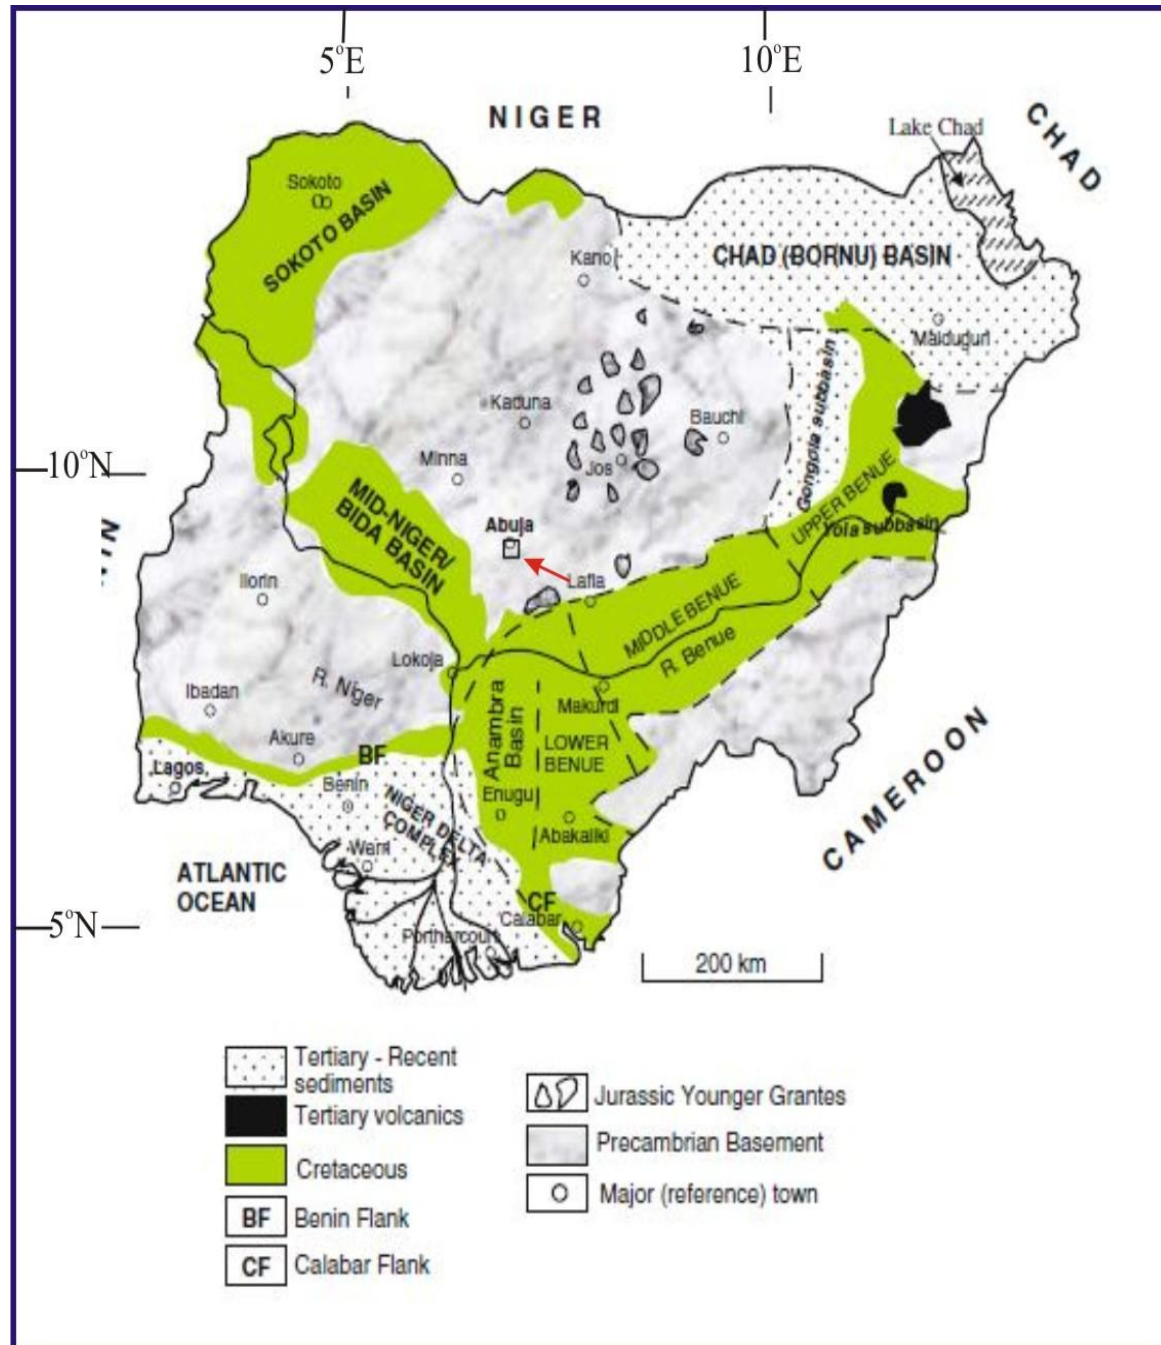 5°E
10°E
NIGER
CHAD
Lake Chad
Sokoto
SOKOTO BASIN
CHAD (BORNU) BASIN
Kano
Maiduguri
Gongola subbasin
Kaduna
Bauchi
Jos
10°N
Minna
MID-NIGER/
BIDA BASIN
UPPER BENUE
Yola subbasin
Abuja
Lafia
Ilorin
MIDDLE BENUE
R. Benue
Lokoja
R. Niger
Ibadan
Makurdi
Anambra
Basin
Akure
BF
LOWER
BENUE
Lagos
Benin
Enugu
NIGER DELTA
COMPLEX
Abakaliki
Warri
CAMEROON
ATLANTIC
OCEAN
CF
Calabar
5°N
Portharcourt
200 km
Tertiary - Recent
sediments
Tertiary volcanics
Cretaceous
BF Benin Flank
CF Calabar Flank
Jurassic Younger Grantes
Precambrian Basement
Major (reference) town